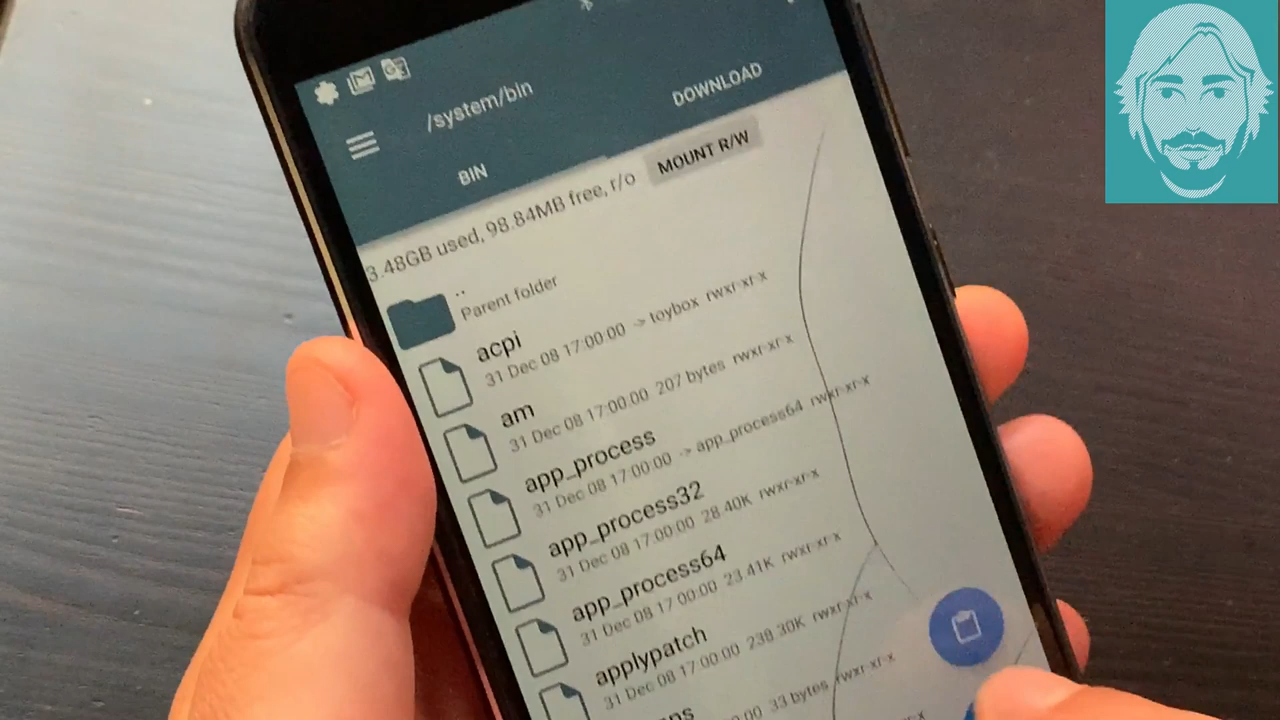 /system/bin
BIN
DOWNLOAD
3.48GB used, 98.84MB free, r/o
MOUNT R/W
..
Parent folder
acpi
31 Dec 08 17:00:00 -> toybox rwxr-xr-x
am
31 Dec 08 17:00:00 207 bytes rwxr-xr-x
app_process
31 Dec 08 17:00:00 -> app_process64 rwxr-xr-x
app_process32
31 Dec 08 17:00:00 28.40K rwxr-xr-x
app_process64
31 Dec 08 17:00:00 23.41K rwxr-xr-x
applypatch
31 Dec 08 17:00:00 238.30K rwxr-xr-x
33 bytes rwxr-xr-x